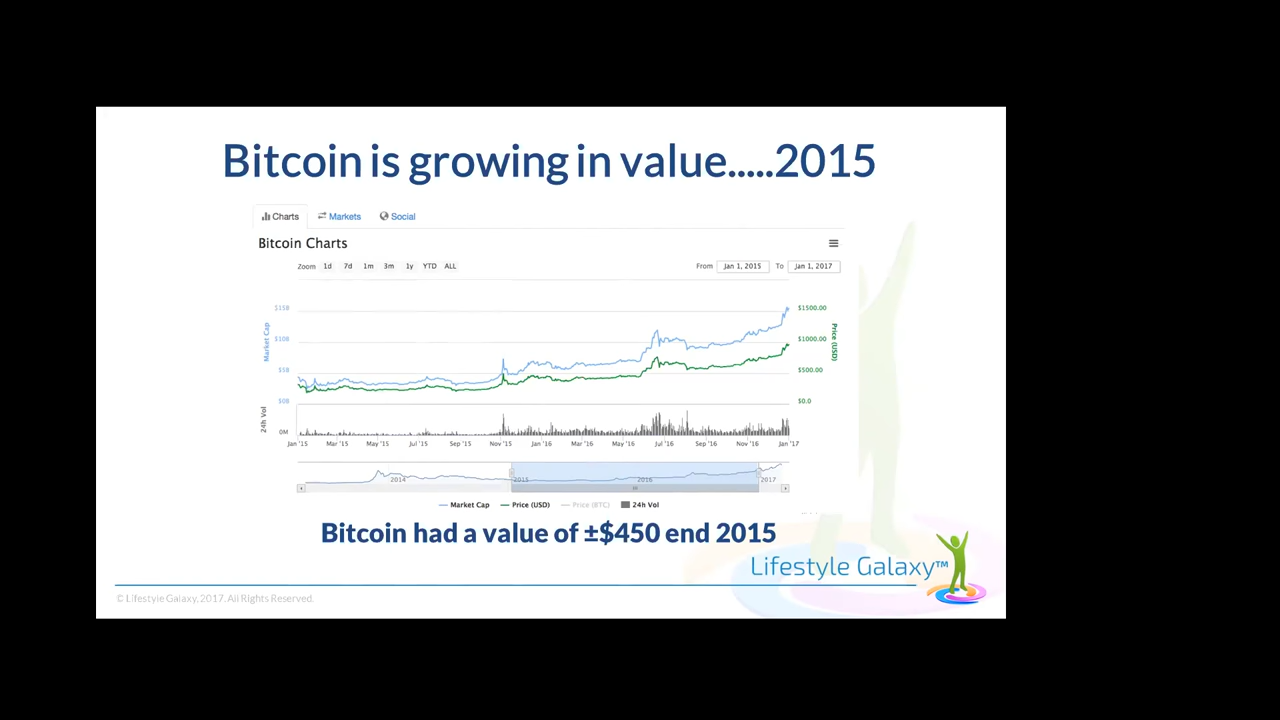 Bitcoin is growing in value.....2015
Charts Markets Social
Bitcoin Charts
Zoom 1d 7d 1m 3m 1y YTD ALL From Jan 1, 2015 To Jan 1, 2017
$15B $1500.00
$10B $1000.00
$5B $500.00
$0B $0.0
Market Cap
Price (USD)
24h Vol
0M
Jan '15 Mar '15 May '15 Jul '15 Sep '15 Nov '15 Jan '16 Mar '16 May '16 Jul '16 Sep '16 Nov '16 Jan '17
2014 2015 2016 2017
Market Cap Price (USD) Price (BTC) 24h Vol
Bitcoin had a value of ±$450 end 2015
Lifestyle Galaxy™
© Lifestyle Galaxy, 2017. All Rights Reserved.